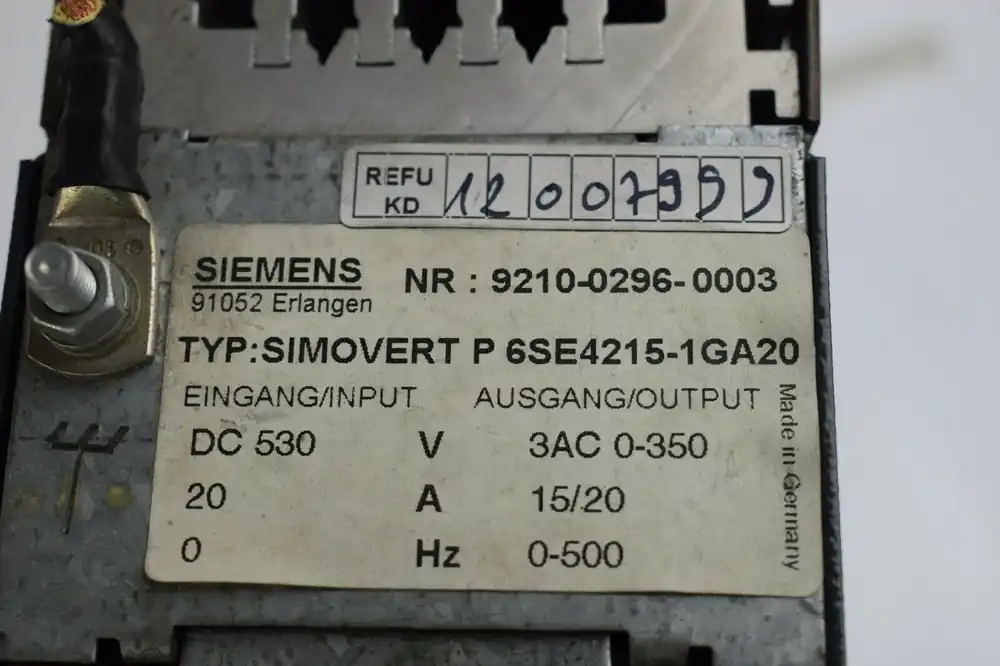 REFU KD 12007999
SIEMENS
91052 Erlangen
NR : 9210-0296-0003
TYP:SIMOVERT P 6SE4215-1GA20
EINGANG/INPUT AUSGANG/OUTPUT
DC 530 V 3AC 0-350
20 A 15/20
0 Hz 0-500
Made in Germany